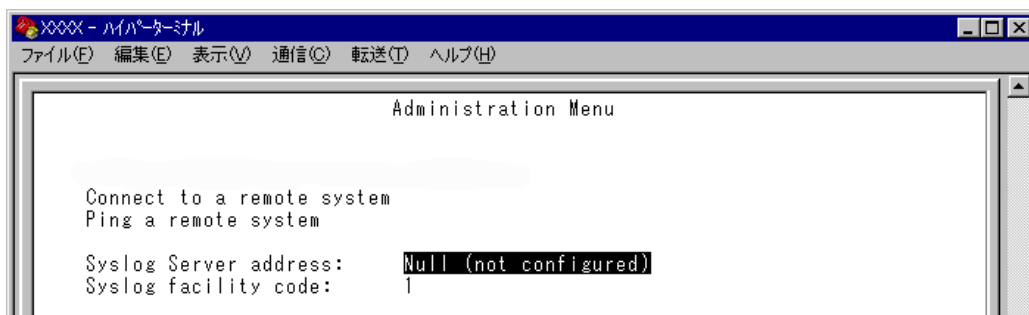 XXXX - ハイパーターミナル
ファイル(F) 編集(E) 表示(V) 通信(C) 転送(T) ヘルプ(H)
Administration Menu
Connect to a remote system
Ping a remote system
Syslog Server address: Null (not configured)
Syslog facility code: 1